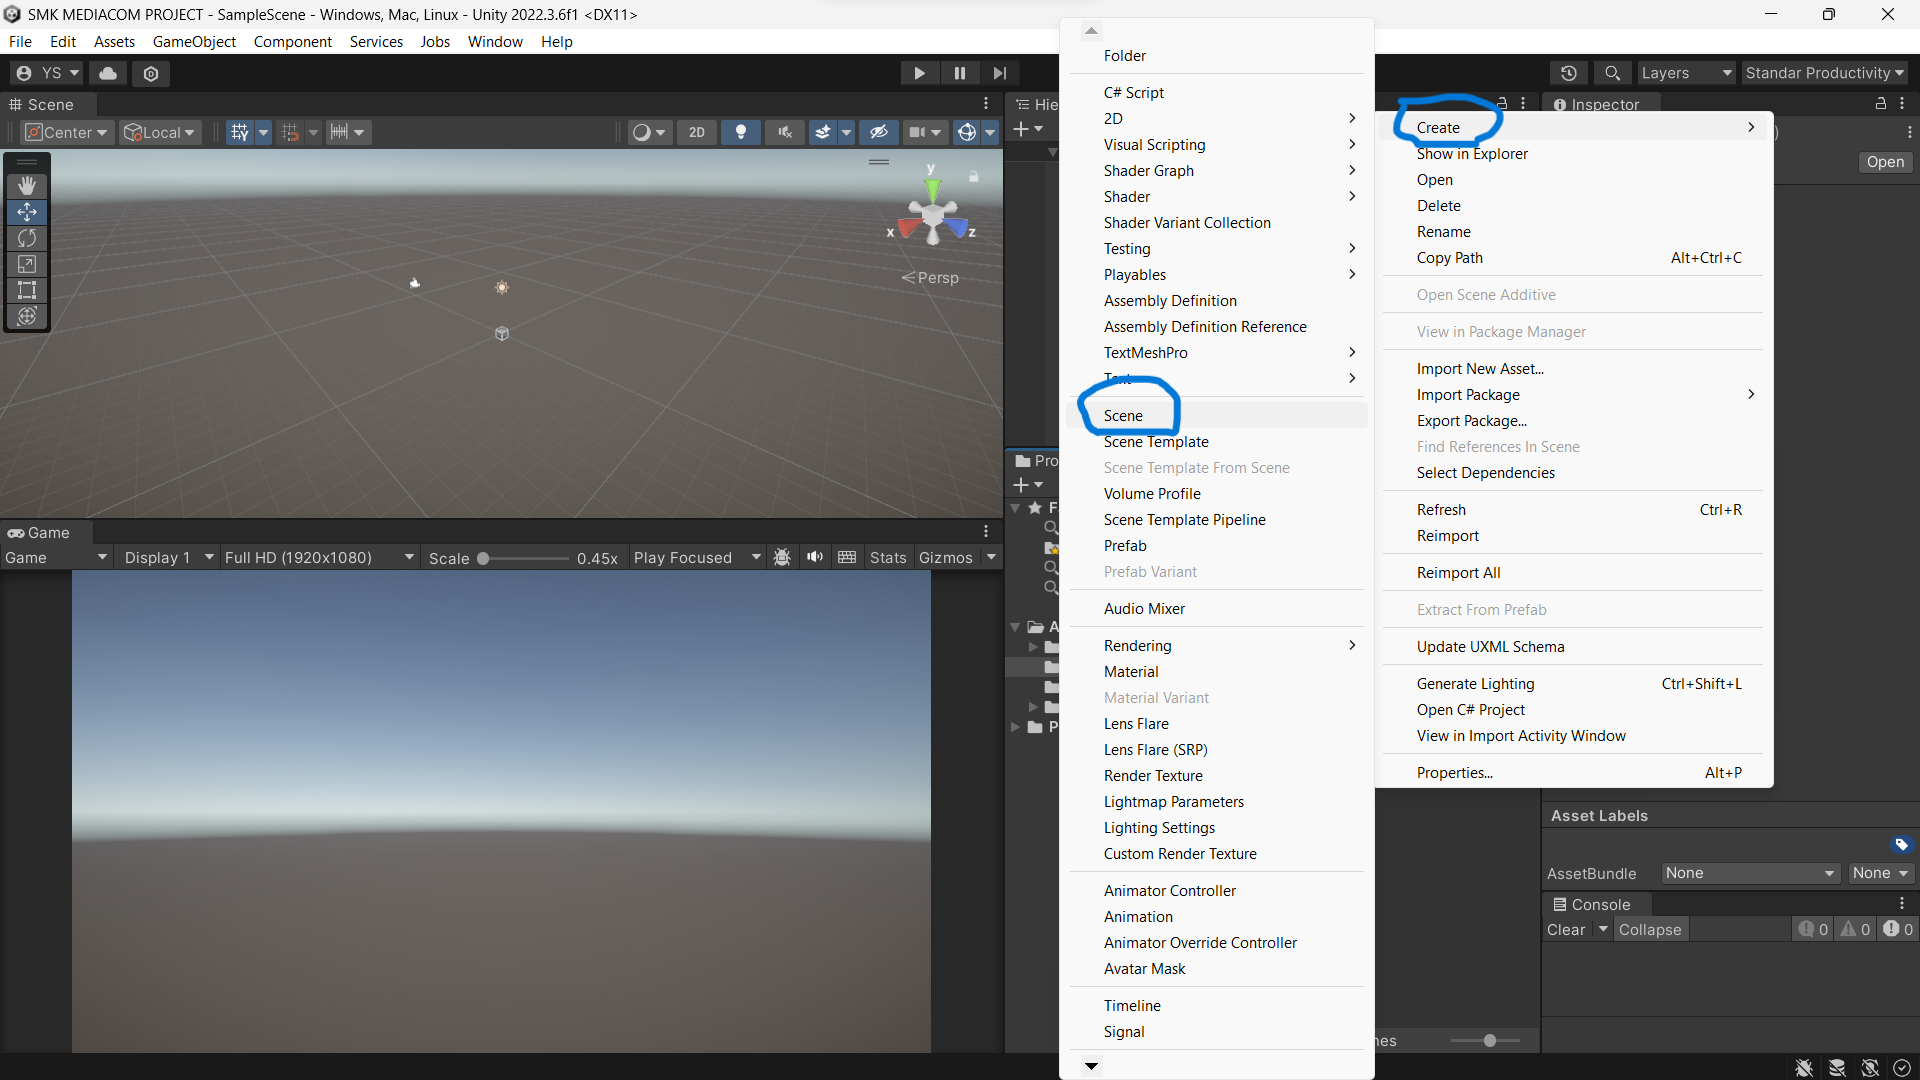 SMK MEDIACOM PROJECT - SampleScene - Windows, Mac, Linux - Unity 2022.3.6f1 <DX11>
File Edit Assets GameObject Component Services Jobs Window Help
YS
Layers Standar Productivity
Scene
Center Local
2D
y
x z
Persp
Game
Game Display 1 Full HD (1920x1080) Scale 0.45x Play Focused Stats Gizmos
Hie
Pro
F
A
P
Folder
C# Script
2D
Visual Scripting
Shader Graph
Shader
Shader Variant Collection
Testing
Playables
Assembly Definition
Assembly Definition Reference
TextMeshPro
Text
Scene
Scene Template
Scene Template From Scene
Volume Profile
Scene Template Pipeline
Prefab
Prefab Variant
Audio Mixer
Rendering
Material
Material Variant
Lens Flare
Lens Flare (SRP)
Render Texture
Lightmap Parameters
Lighting Settings
Custom Render Texture
Animator Controller
Animation
Animator Override Controller
Avatar Mask
Timeline
Signal
Create
Show in Explorer
Open
Delete
Rename
Copy Path Alt+Ctrl+C
Open Scene Additive
View in Package Manager
Import New Asset...
Import Package
Export Package...
Find References In Scene
Select Dependencies
Refresh Ctrl+R
Reimport
Reimport All
Extract From Prefab
Update UXML Schema
Generate Lighting Ctrl+Shift+L
Open C# Project
View in Import Activity Window
Properties... Alt+P
nes
Inspector
)
Open
Asset Labels
AssetBundle None None
Console
Clear Collapse 0 0 0